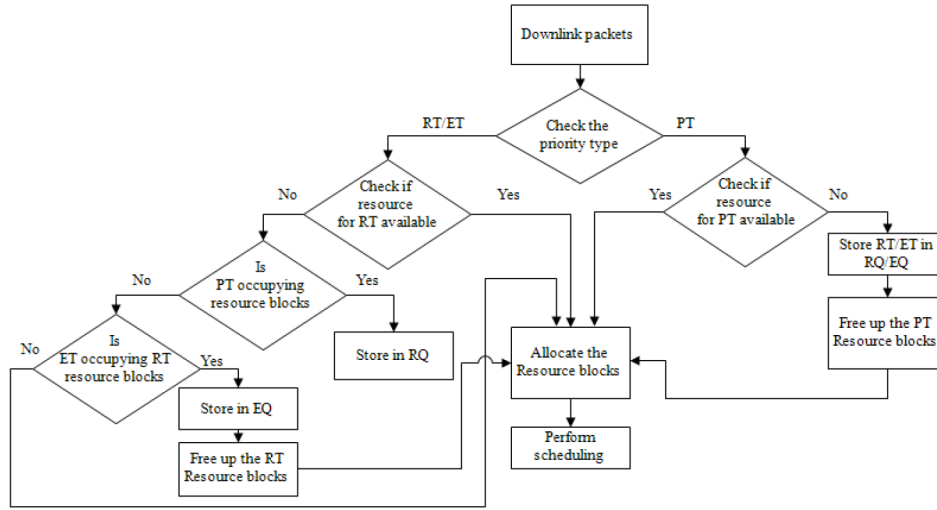 Downlink packets
RT/ET
Check the
priority type
PT
No
Check if
resource
for RT available
Yes
Yes
Check if
resource
for PT available
No
Store RT/ET in
RQ/EQ
No
Is
PT occupying
resource blocks
Yes
Free up the PT
Resource blocks
No
Is
ET occupying RT
resource blocks
Yes
Store in RQ
Allocate the
Resource blocks
Store in EQ
Free up the RT
Resource blocks
Perform
scheduling